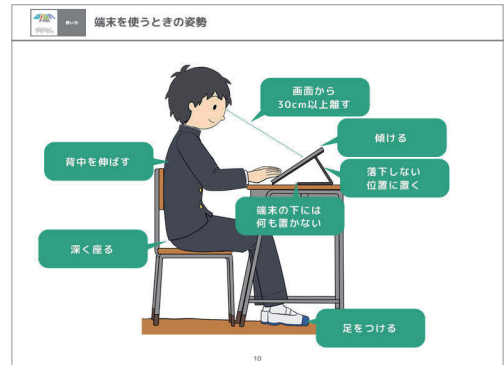 使い方
端末を使うときの姿勢
画面から
30cm以上離す
傾ける
背中を伸ばす
落下しない
位置に置く
端末の下には
何も置かない
深く座る
足をつける
10